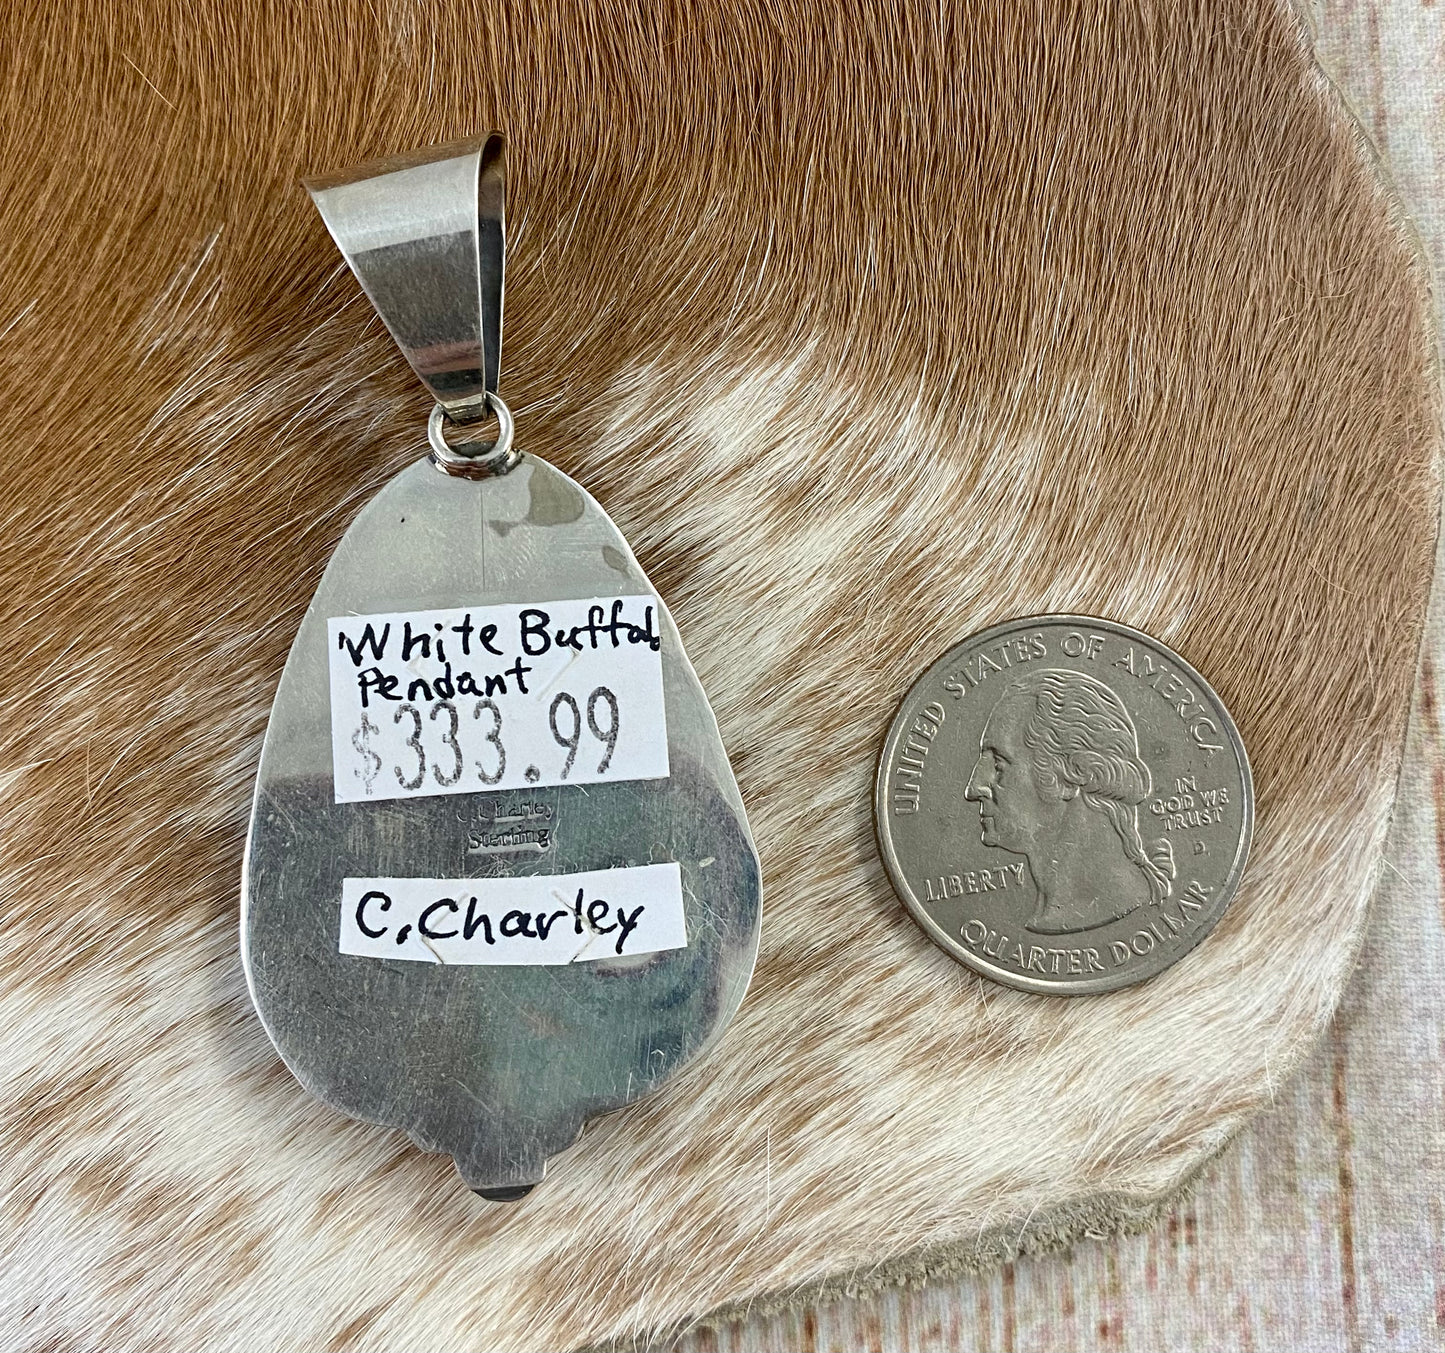 White Buffalo
Pendant
$333.99
C. Charley
Sterling
C. Charley
UNITED STATES OF AMERICA
IN
GOD WE
TRUST
D
LIBERTY
QUARTER DOLLAR